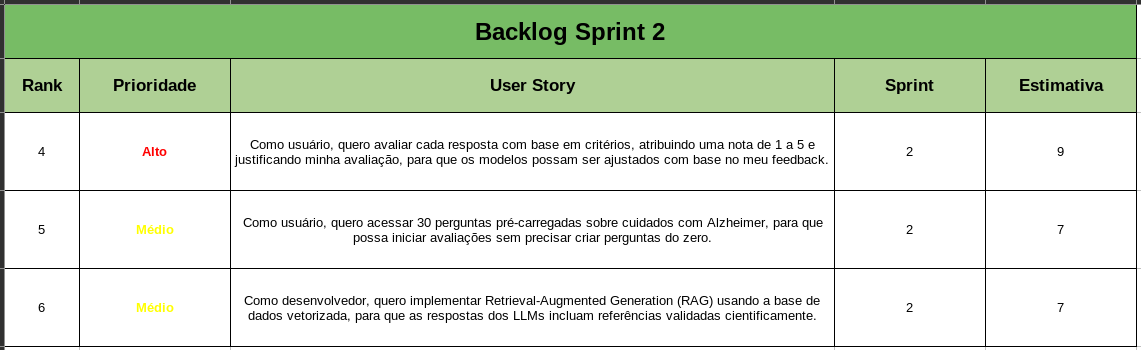 Backlog Sprint 2
Rank Prioridade User Story Sprint Estimativa
4 Alto Como usuário, quero avaliar cada resposta com base em critérios, atribuindo uma nota de 1 a 5 e
justificando minha avaliação, para que os modelos possam ser ajustados com base no meu feedback. 2 9
5 Médio Como usuário, quero acessar 30 perguntas pré-carregadas sobre cuidados com Alzheimer, para que
possa iniciar avaliações sem precisar criar perguntas do zero. 2 7
6 Médio Como desenvolvedor, quero implementar Retrieval-Augmented Generation (RAG) usando a base de
dados vetorizada, para que as respostas dos LLMs incluam referências validadas cientificamente. 2 7